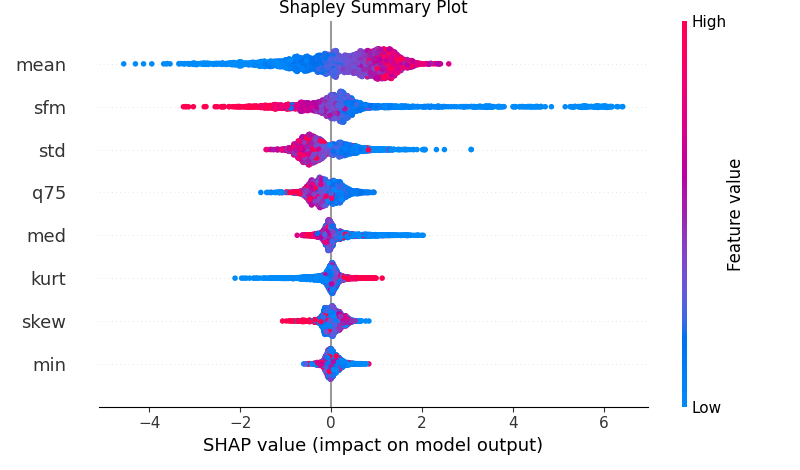 Shapley Summary Plot
High
mean
sfm
std
q75
med
kurt
skew
min
Feature value
Low
−4 −2 0 2 4 6
SHAP value (impact on model output)